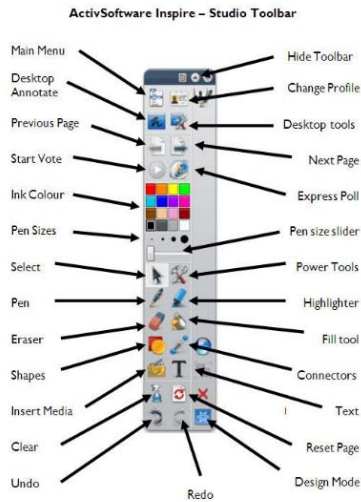 ActivSoftware Inspire – Studio Toolbar
Main Menu
Hide Toolbar
Desktop
Annotate
Change Profile
Previous Page
Desktop tools
Start Vote
Next Page
Ink Colour
Express Poll
Pen Sizes
Pen size slider
Select
Power Tools
Pen
Highlighter
Eraser
Fill tool
Shapes
Connectors
Insert Media
Text
Clear
Reset Page
Undo
Redo
Design Mode